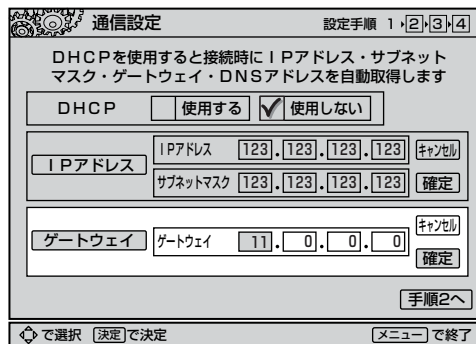 通信設定 設定手順 1▸2▸3▸4
DHCPを使用すると接続時にIPアドレス・サブネット
マスク・ゲートウェイ・DNSアドレスを自動取得します
DHCP 使用する 使用しない
IPアドレス
IPアドレス 123.123.123.123 キャンセル
サブネットマスク 123.123.123.123 確定
ゲートウェイ
ゲートウェイ 11.0.0.0 キャンセル
確定
手順2へ
で選択 決定で決定 メニューで終了